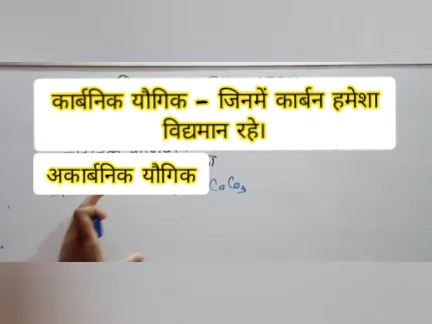 कार्बनिक यौगिक – जिनमें कार्बन हमेशा
विद्यमान रहे।
अकार्बनिक यौगिक
CaCo3